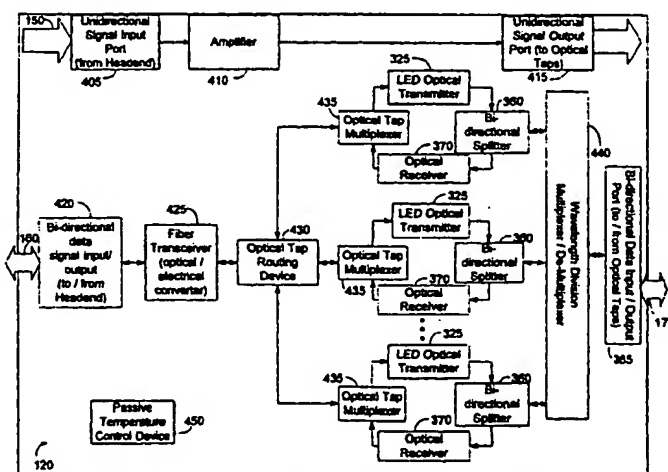 150
Unidirectional
Signal Input
Port
(from Headend)
405
Amplifier
410
Unidirectional
Signal Output
Port (to Optical
Taps)
415
325
LED Optical
Transmitter
435
Optical Tap
Multiplexer
360
Bi-
directional
Splitter
370
Optical
Receiver
440
Wavelength Division
Multiplexer / De-Multiplexer
420
160
Bi-directional
data
signal input/
output
(to / from
Headend)
425
Fiber
Transceiver
(optical /
electrical
converter)
430
Optical Tap
Routing
Device
325
LED Optical
Transmitter
Optical Tap
Multiplexer
435
360
Bi-
directional
Splitter
370
Optical
Receiver
Bi-directional Data Input / Output
Port (to / from Optical Taps)
365
17
325
LED Optical
Transmitter
435
Optical Tap
Multiplexer
360
Bi-
directional
Splitter
370
Optical
Receiver
Passive
Temperature
Control Device
450
120